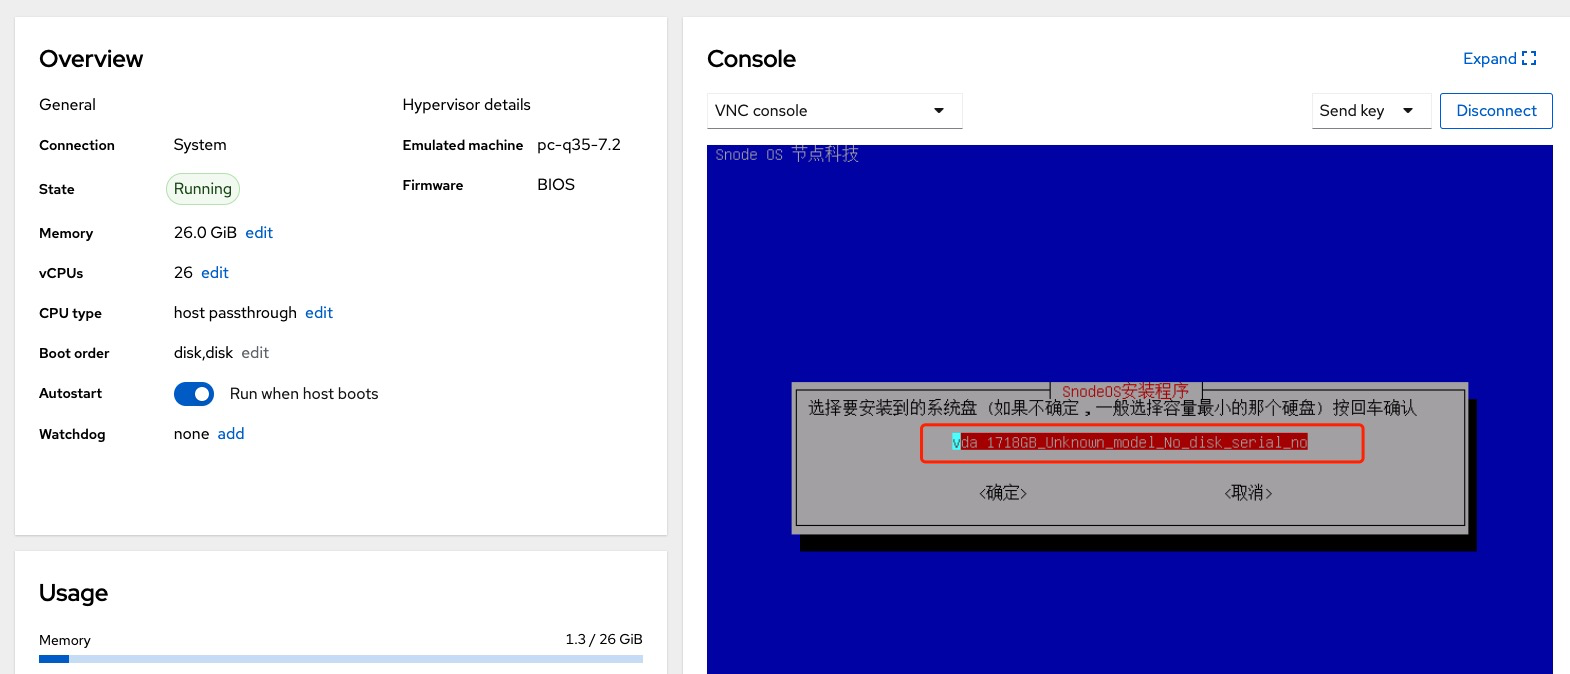 Overview
General
Connection System
State Running
Memory 26.0 GiB edit
vCPUs 26 edit
CPU type host passthrough edit
Boot order disk,disk edit
Autostart Run when host boots
Watchdog none add
Hypervisor details
Emulated machine pc-q35-7.2
Firmware BIOS
Usage
Memory 1.3 / 26 GiB
Console
Expand
VNC console
Send key
Disconnect
Snode OS 节点科技
SnodeOS安装程序
选择要安装到的系统盘（如果不确定，一般选择容量最小的那个硬盘）按回车确认
vda 1718GB_Unknown_model_No_disk_serial_no
<确定> <取消>